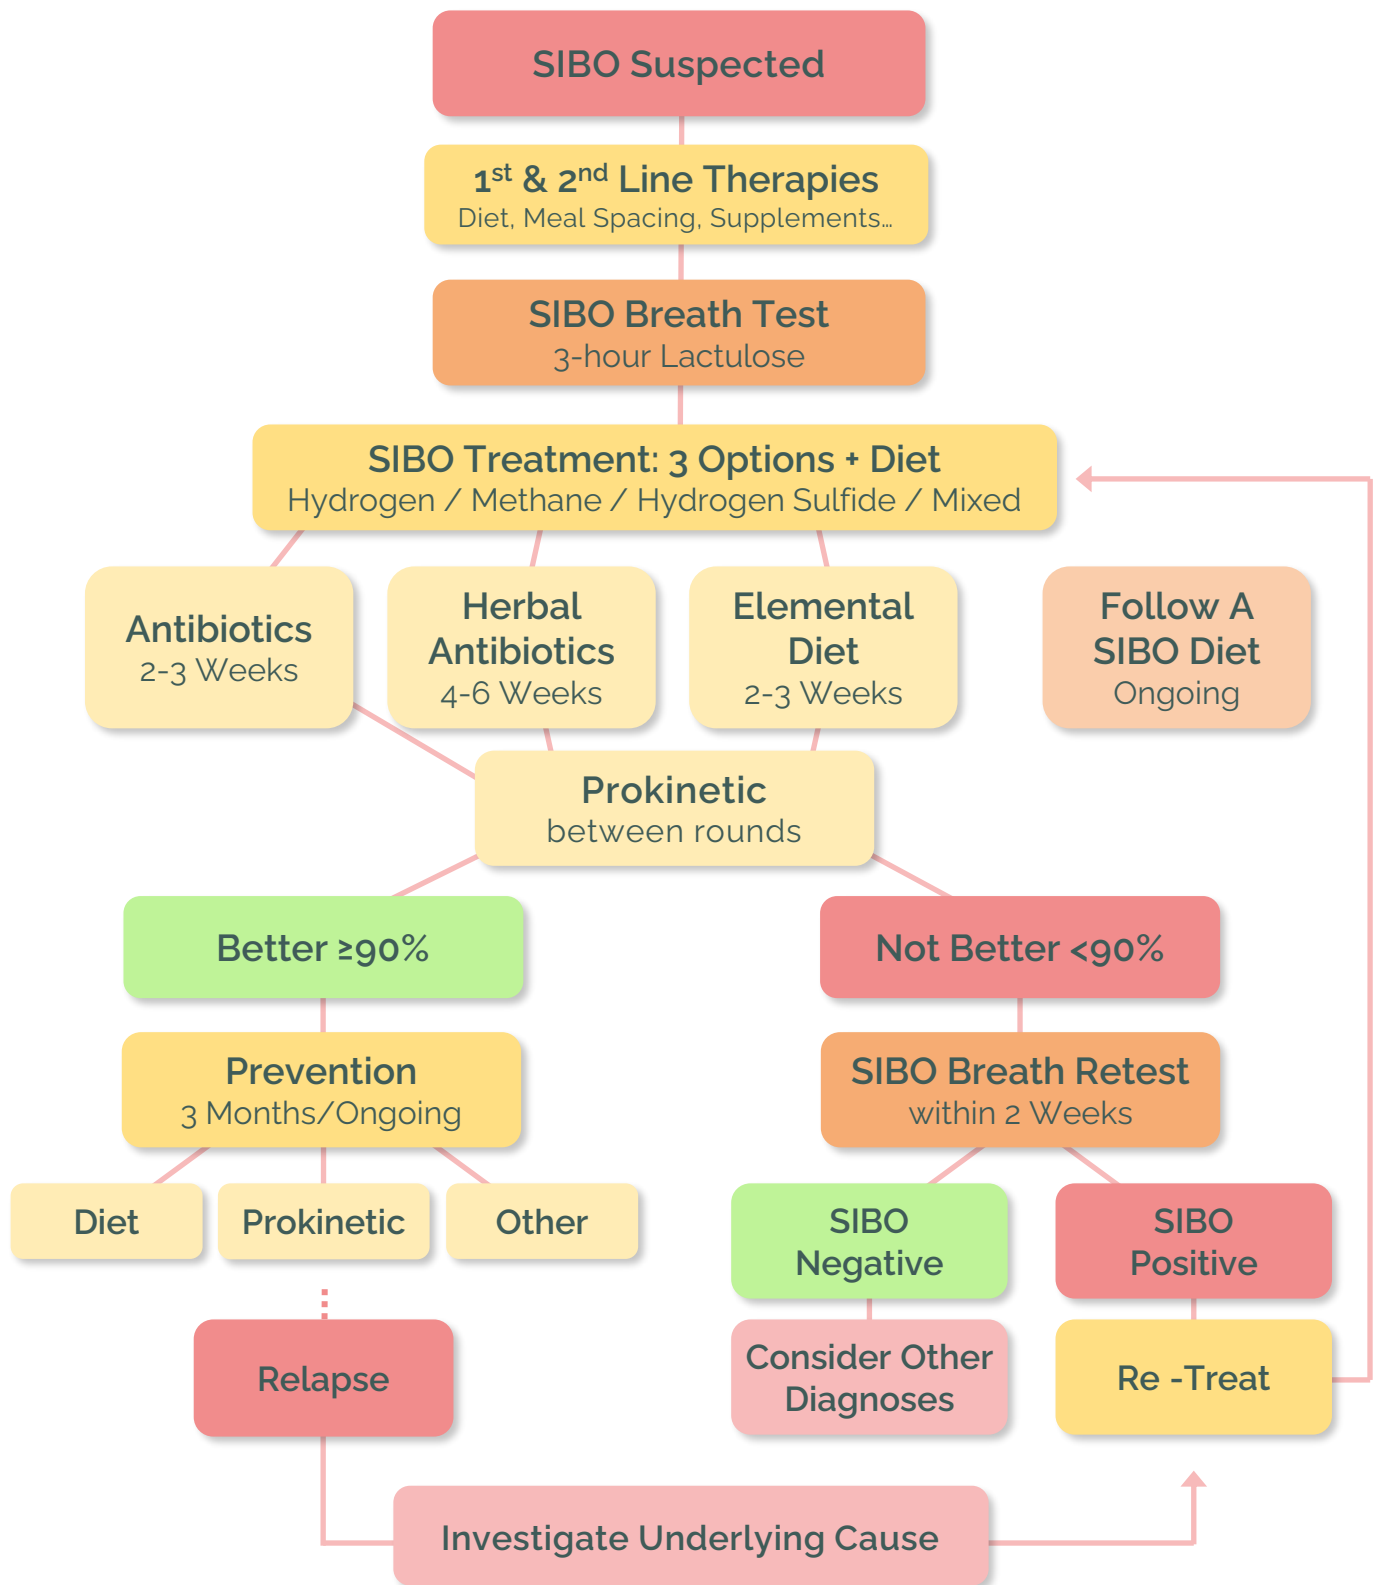 SIBO Suspected
1st & 2nd Line Therapies
Diet, Meal Spacing, Supplements...
SIBO Breath Test
3-hour Lactulose
SIBO Treatment: 3 Options + Diet
Hydrogen / Methane / Hydrogen Sulfide / Mixed
Antibiotics
2-3 Weeks
Herbal
Antibiotics
4-6 Weeks
Elemental
Diet
2-3 Weeks
Follow A
SIBO Diet
Ongoing
Prokinetic
between rounds
Better ≥90%
Not Better <90%
Prevention
3 Months/Ongoing
SIBO Breath Retest
within 2 Weeks
Diet
Prokinetic
Other
SIBO
Negative
SIBO
Positive
Relapse
Consider Other
Diagnoses
Re -Treat
Investigate Underlying Cause